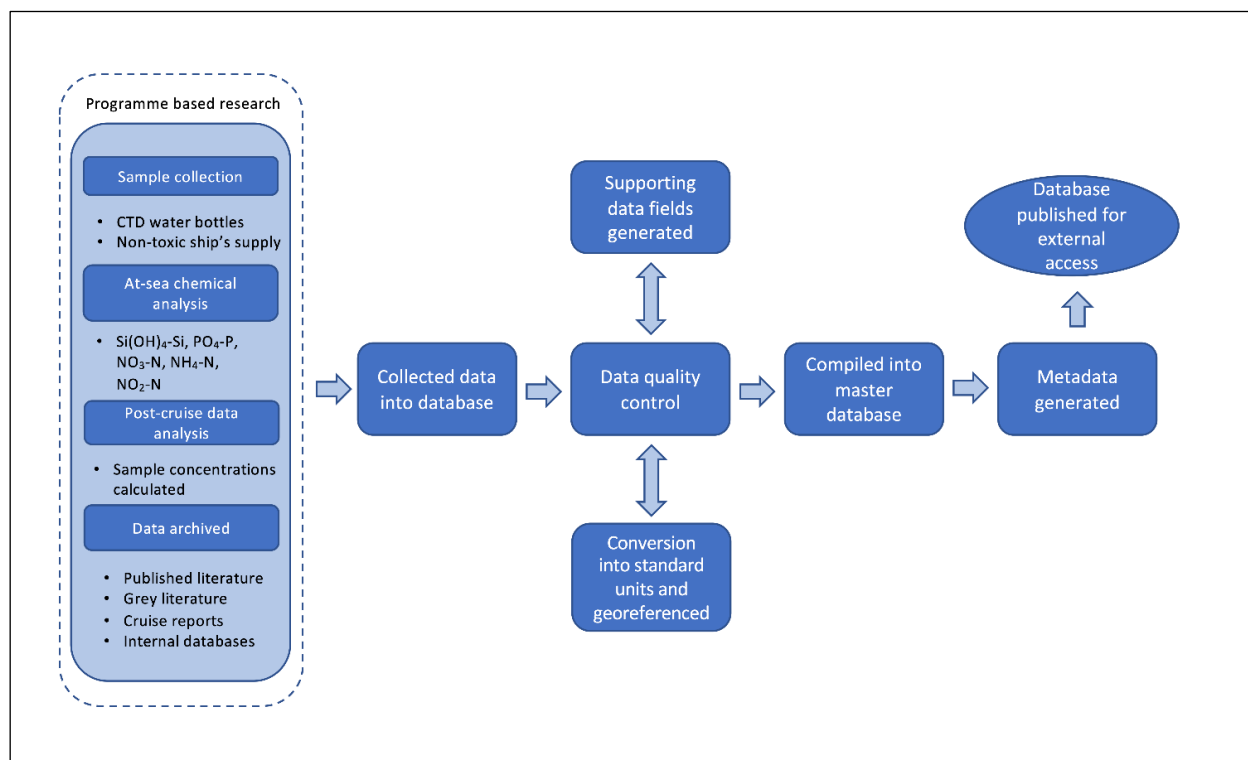 Programme based research
Sample collection
• CTD water bottles
• Non-toxic ship's supply
At-sea chemical
analysis
• Si(OH)₄-Si, PO₄-P,
NO₃-N, NH₄-N,
NO₂-N
Post-cruise data
analysis
• Sample concentrations
calculated
Data archived
• Published literature
• Grey literature
• Cruise reports
• Internal databases
Collected data
into database
Supporting
data fields
generated
Data quality
control
Conversion
into standard
units and
georeferenced
Compiled into
master
database
Metadata
generated
Database
published for
external
access